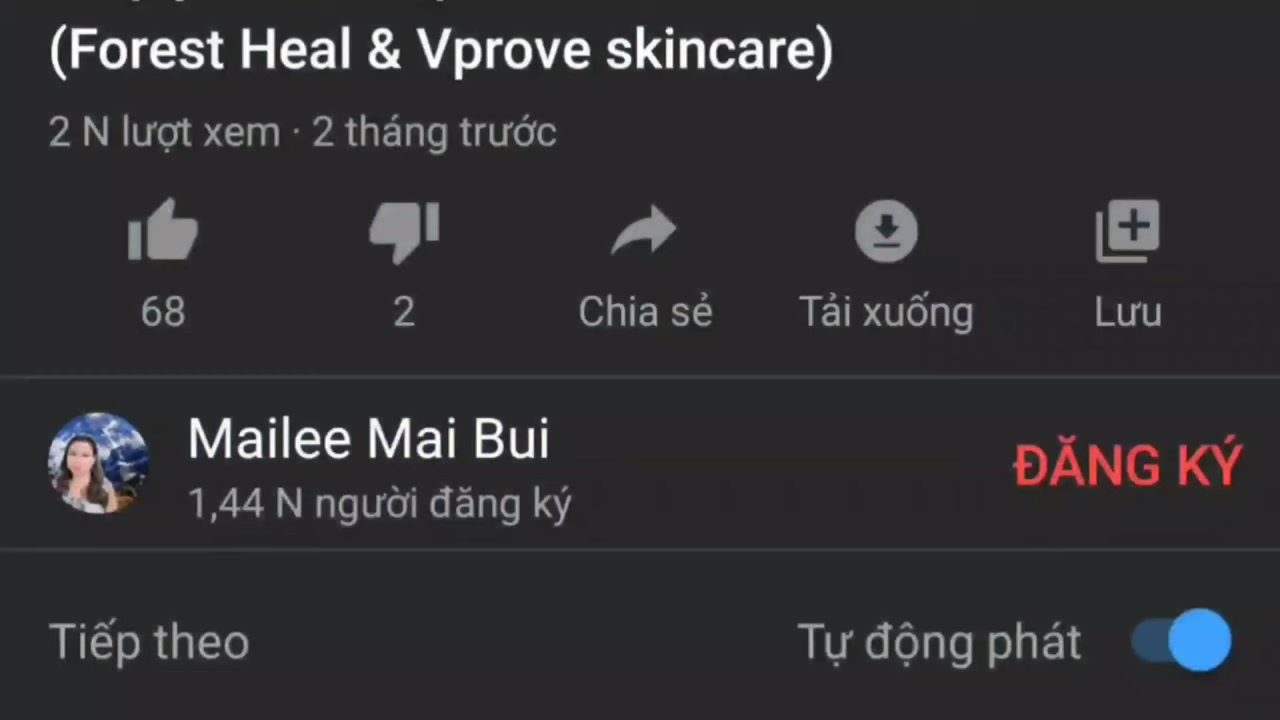 (Forest Heal & Vprove skincare)
2 N lượt xem · 2 tháng trước
68
2
Chia sẻ
Tải xuống
Lưu
Mailee Mai Bui
ĐĂNG KÝ
1,44 N người đăng ký
Tiếp theo
Tự động phát